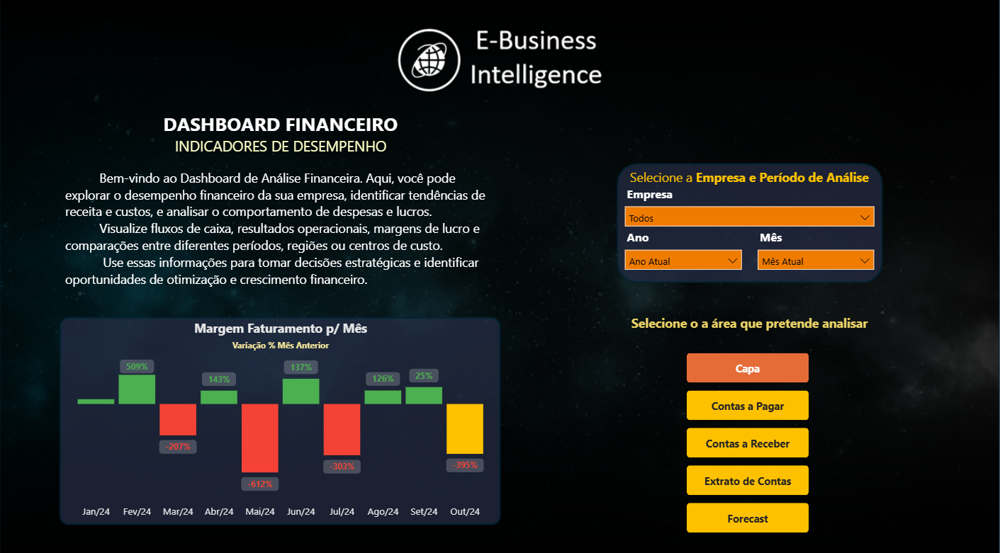 E-Business
Intelligence
DASHBOARD FINANCEIRO
INDICADORES DE DESEMPENHO
Bem-vindo ao Dashboard de Análise Financeira. Aqui, você pode
explorar o desempenho financeiro da sua empresa, identificar tendências de
receita e custos, e analisar o comportamento de despesas e lucros.
Visualize fluxos de caixa, resultados operacionais, margens de lucro e
comparações entre diferentes períodos, regiões ou centros de custo.
Use essas informações para tomar decisões estratégicas e identificar
oportunidades de otimização e crescimento financeiro.
Selecione a Empresa e Período de Análise
Empresa
Todos
Ano Mês
Ano Atual Mês Atual
Margem Faturamento p/ Mês
Variação % Mês Anterior
509% 143% 137% 126% 25%
-207% -612% -303% -395%
Jan/24 Fev/24 Mar/24 Abr/24 Mai/24 Jun/24 Jul/24 Ago/24 Set/24 Out/24
Selecione o a área que pretende analisar
Capa
Contas a Pagar
Contas a Receber
Extrato de Contas
Forecast